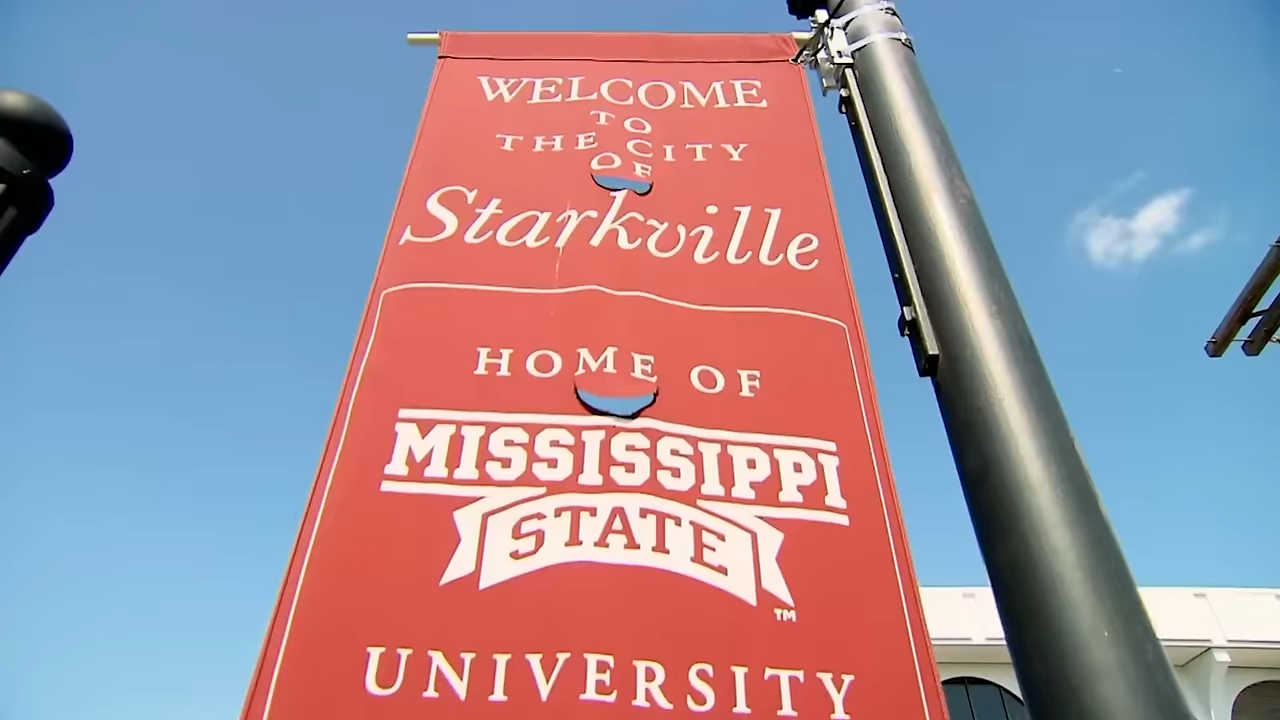 WELCOME
TO
THE CITY
OF
Starkville
HOME OF
MISSISSIPPI
STATE
TM
UNIVERSITY